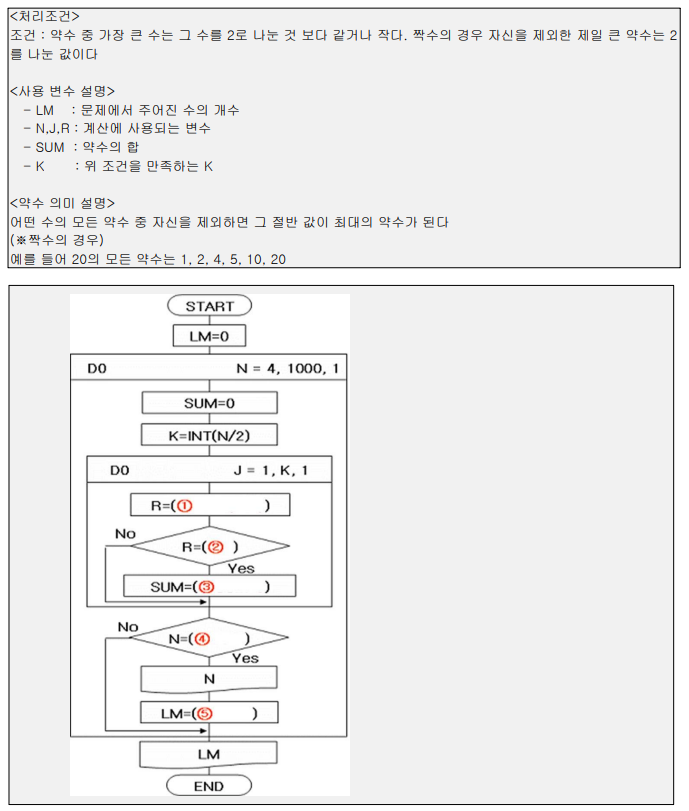 <처리조건>
조건 : 약수 중 가장 큰 수는 그 수를 2로 나눈 것 보다 같거나 작다. 짝수의 경우 자신을 제외한 제일 큰 약수는 2
를 나눈 값이다
<사용 변수 설명>
- LM : 문제에서 주어진 수의 개수
- N,J,R : 계산에 사용되는 변수
- SUM : 약수의 합
- K : 위 조건을 만족하는 K
<약수 의미 설명>
어떤 수의 모든 약수 중 자신을 제외하면 그 절반 값이 최대의 약수가 된다
(※짝수의 경우)
예를 들어 20의 모든 약수는 1, 2, 4, 5, 10, 20
START
LM=0
DO N = 4, 1000, 1
SUM=0
K=INT(N/2)
DO J = 1, K, 1
R=(① )
No
R=(② )
Yes
SUM=(③ )
No
N=(④ )
Yes
N
LM=(⑤ )
LM
END